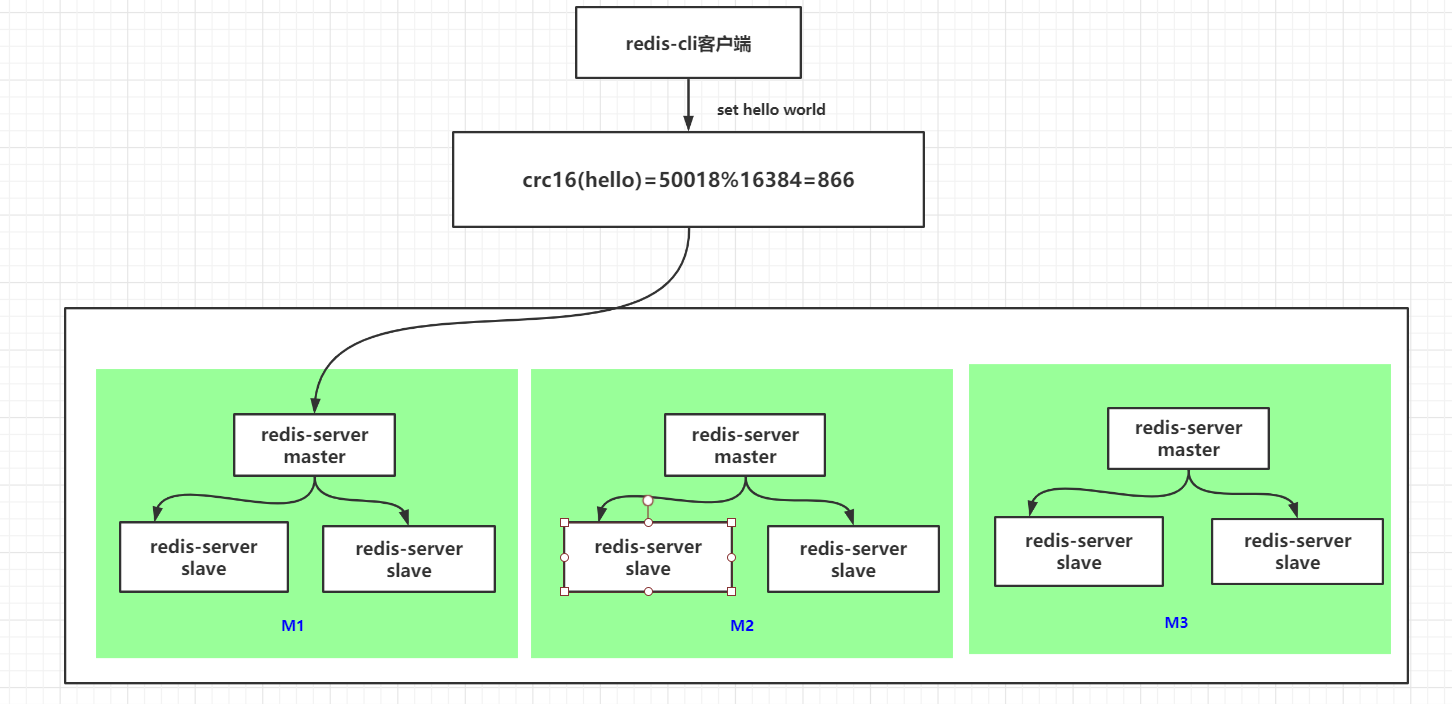 redis-cli客户端
set hello world
crc16(hello)=50018%16384=866
redis-server
master
redis-server
slave
redis-server
slave
M1
redis-server
master
redis-server
slave
redis-server
slave
M2
redis-server
master
redis-server
slave
redis-server
slave
M3